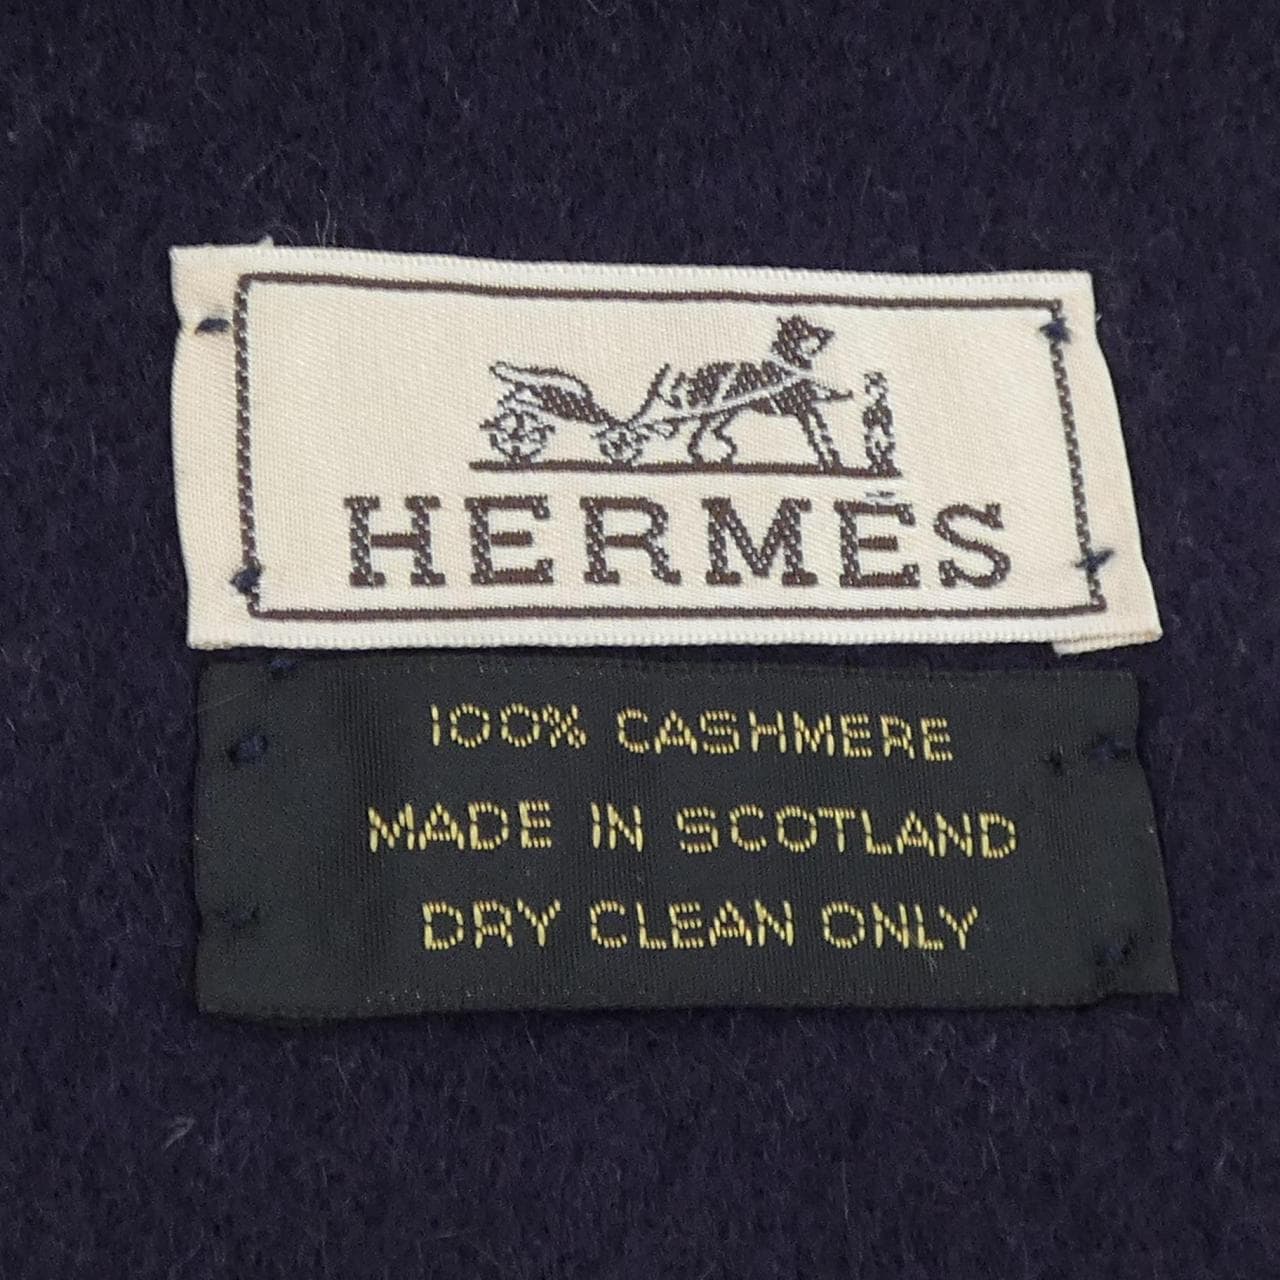 HERMÈS
100% CASHMERE
MADE IN SCOTLAND
DRY CLEAN ONLY